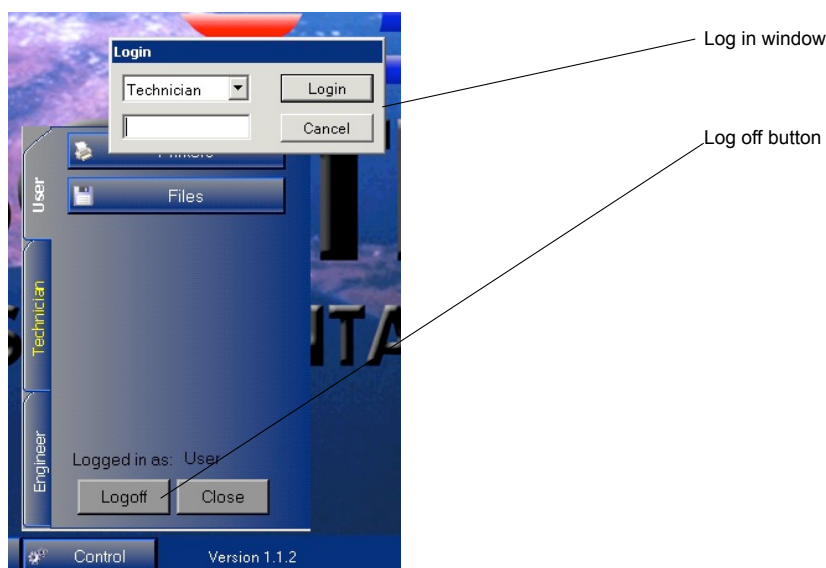 Login
Log in window
Technician
Login
Cancel
Log off button
Printers
User
Files
Technician
Engineer
Logged in as: User
Logoff
Close
Control
Version 1.1.2